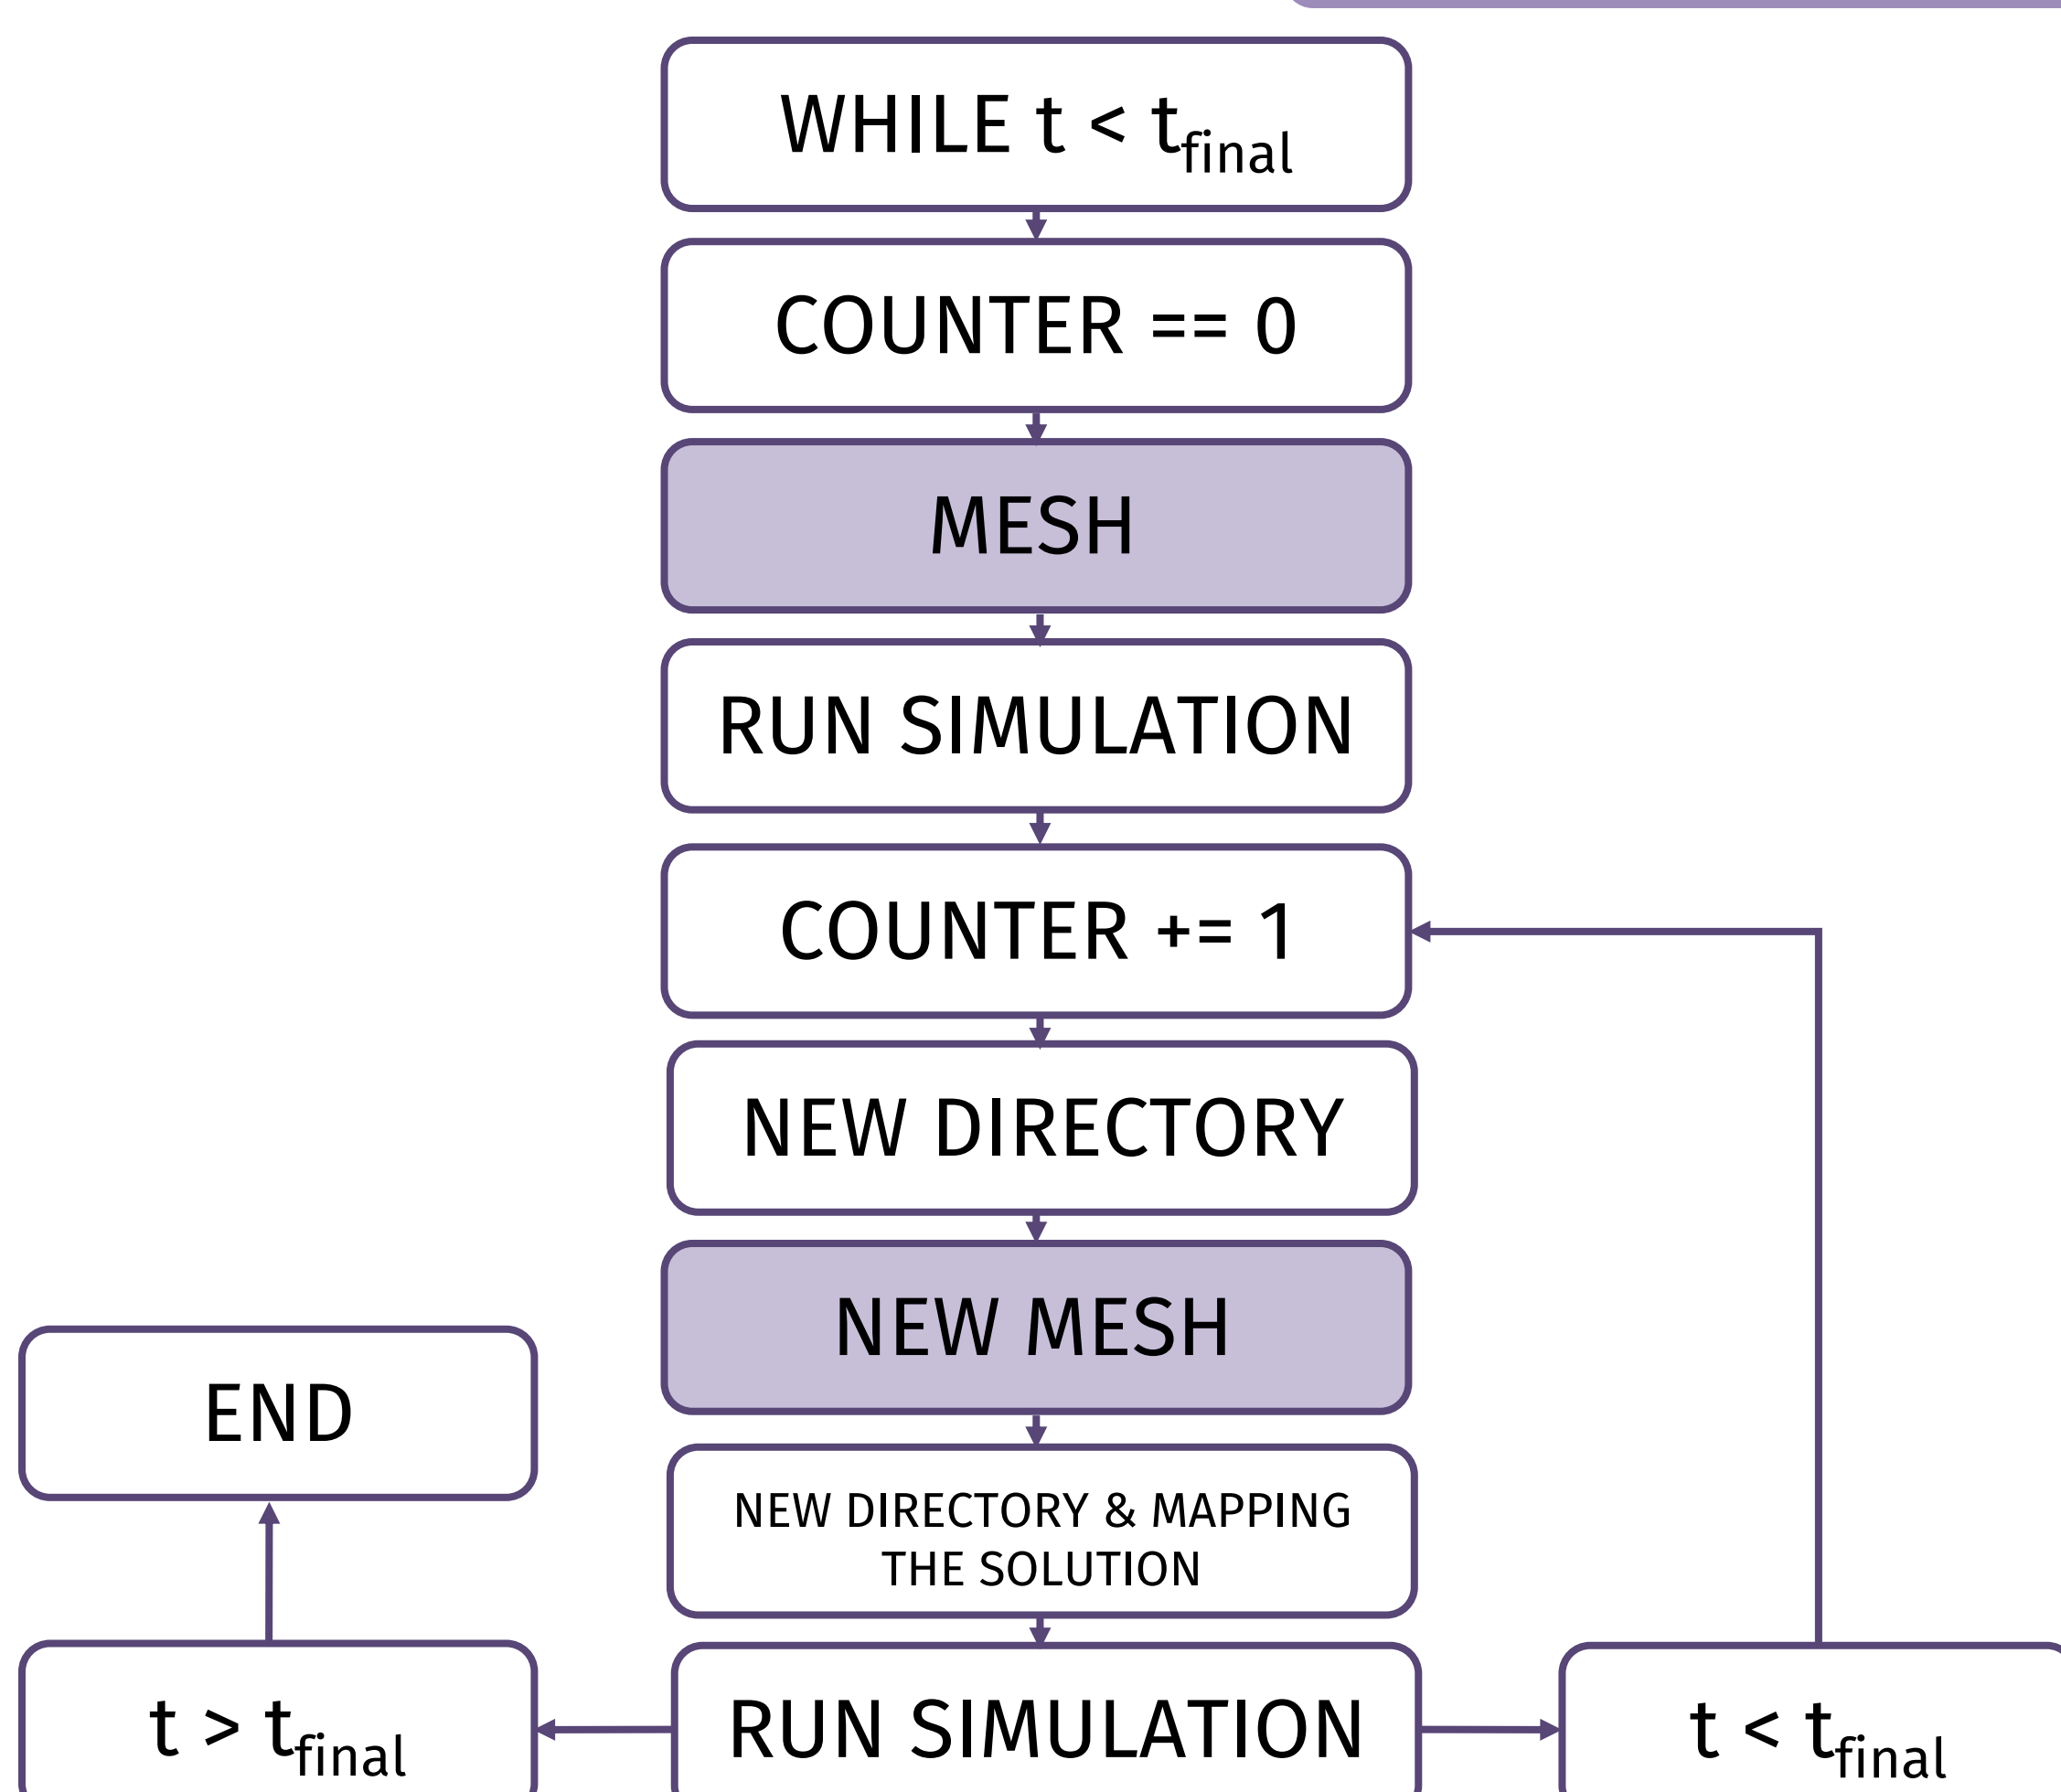 WHILE t < tfinal
COUNTER == 0
MESH
RUN SIMULATION
COUNTER += 1
NEW DIRECTORY
NEW MESH
END
NEW DIRECTORY & MAPPING
THE SOLUTION
t > tfinal
RUN SIMULATION
t < tfinal